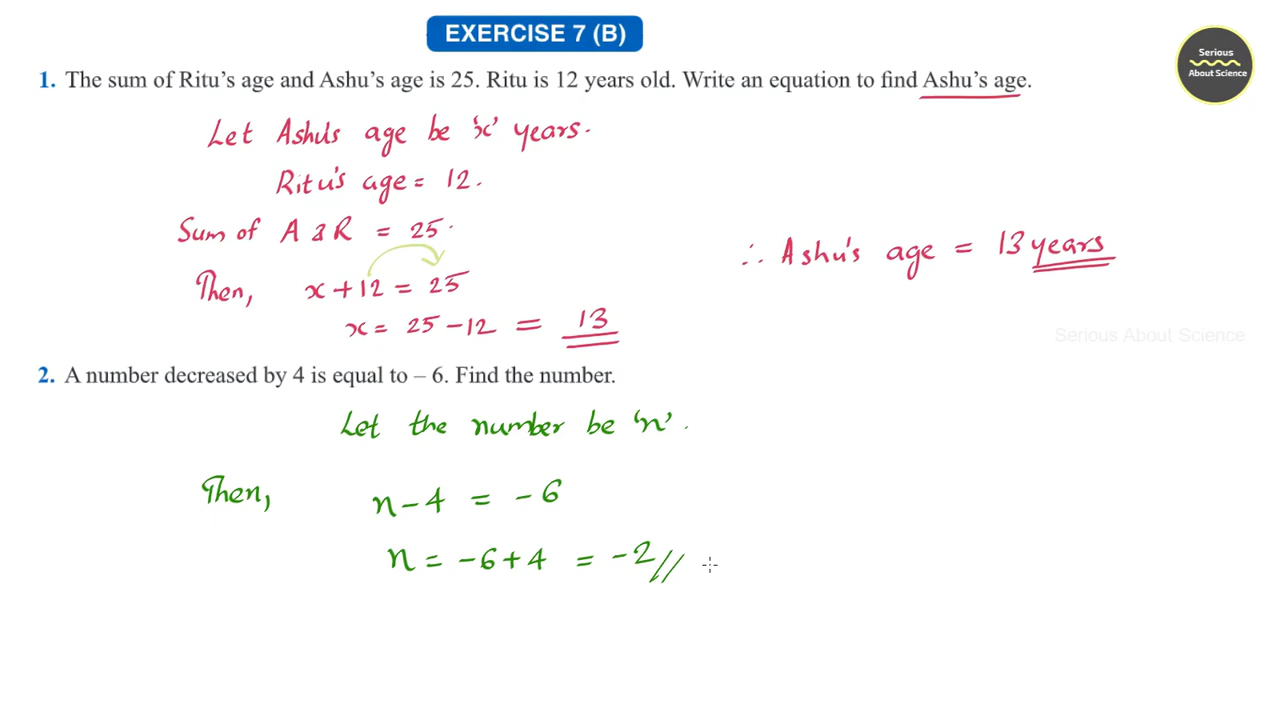 EXERCISE 7 (B)
Serious
About Science
1. The sum of Ritu's age and Ashu's age is 25. Ritu is 12 years old. Write an equation to find Ashu's age.
Let Ashu's age be 'x' years.
Ritu's age = 12.
Sum of A & R = 25.
∴ Ashu's age = 13 years
Then, x + 12 = 25
x = 25 - 12 = 13
Serious About Science
2. A number decreased by 4 is equal to – 6. Find the number.
Let the number be 'n'.
Then, n - 4 = - 6
n = -6 + 4 = -2//